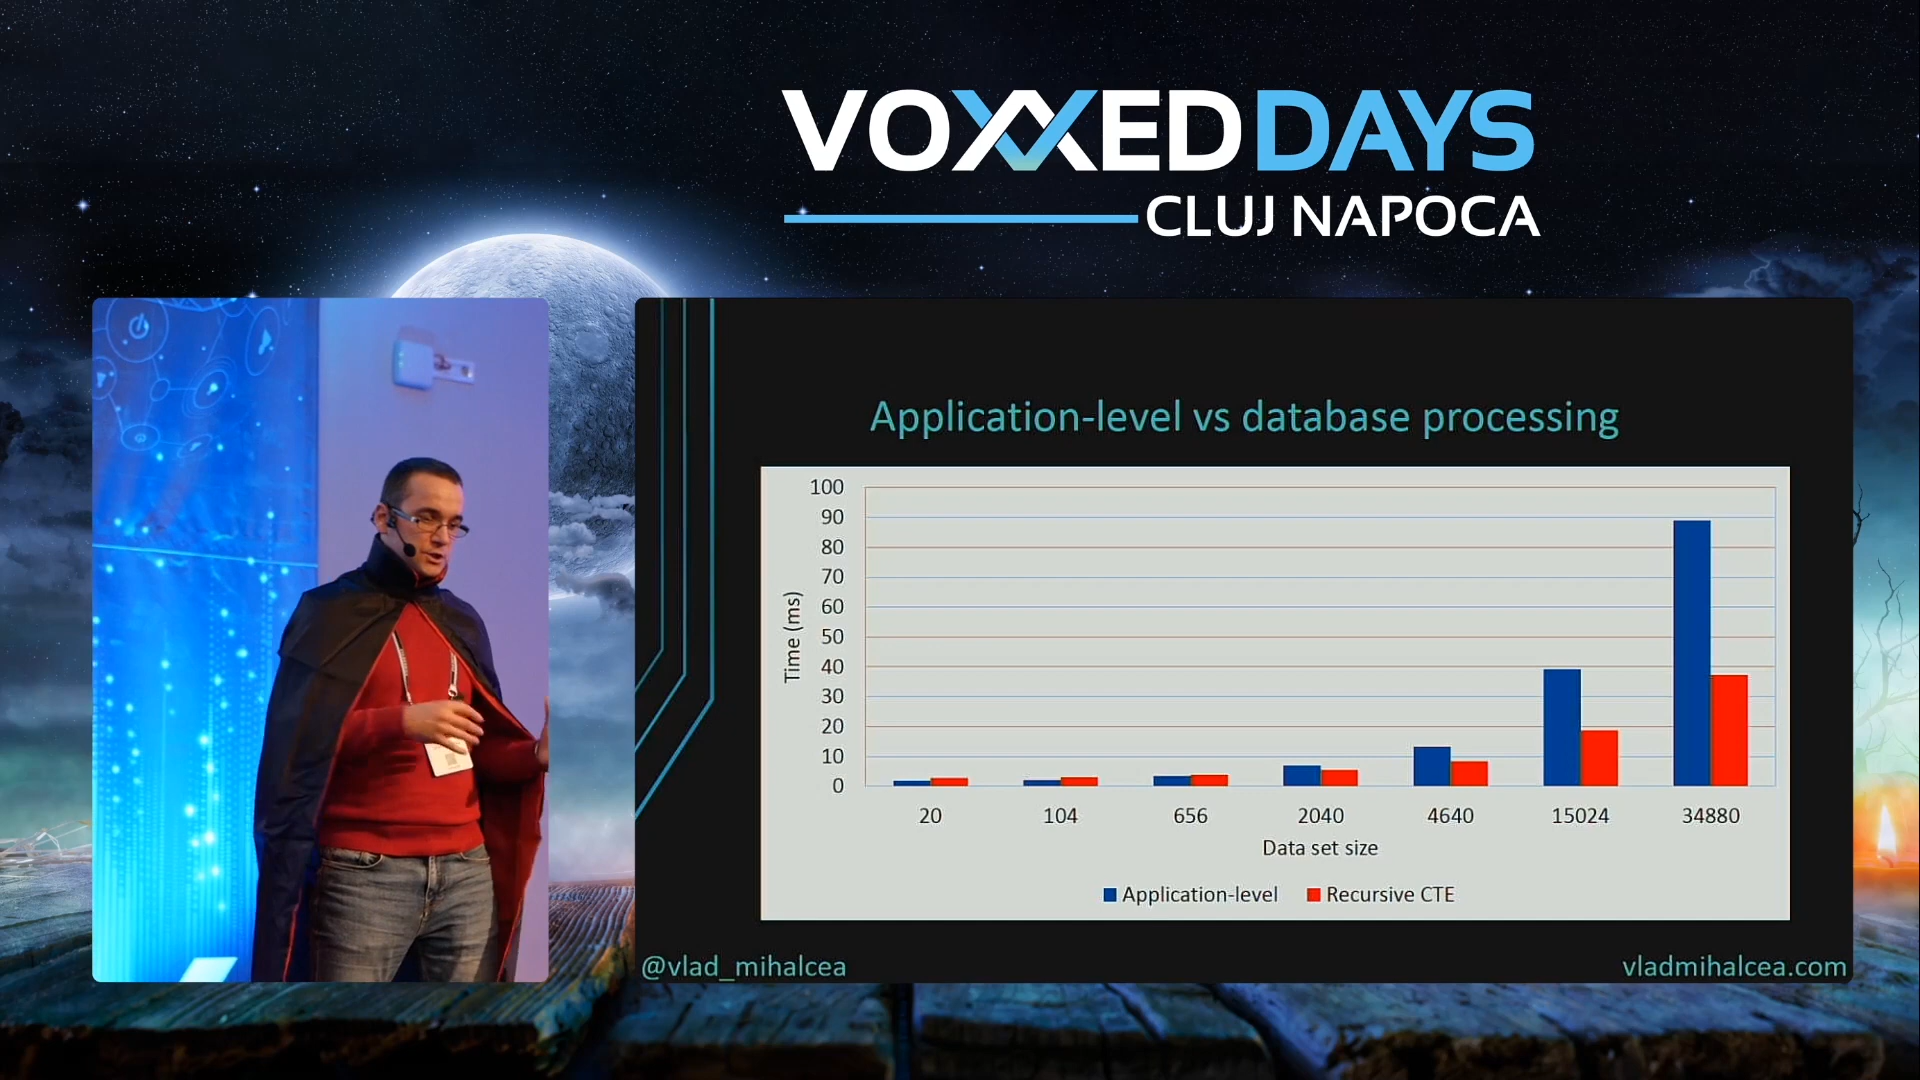 VOXXED DAYS
CLUJ NAPOCA
Application-level vs database processing
100
90
80
70
60
50
40
30
20
10
0
Time (ms)
20 104 656 2040 4640 15024 34880
Data set size
Application-level Recursive CTE
@vlad_mihalcea vladmihalcea.com